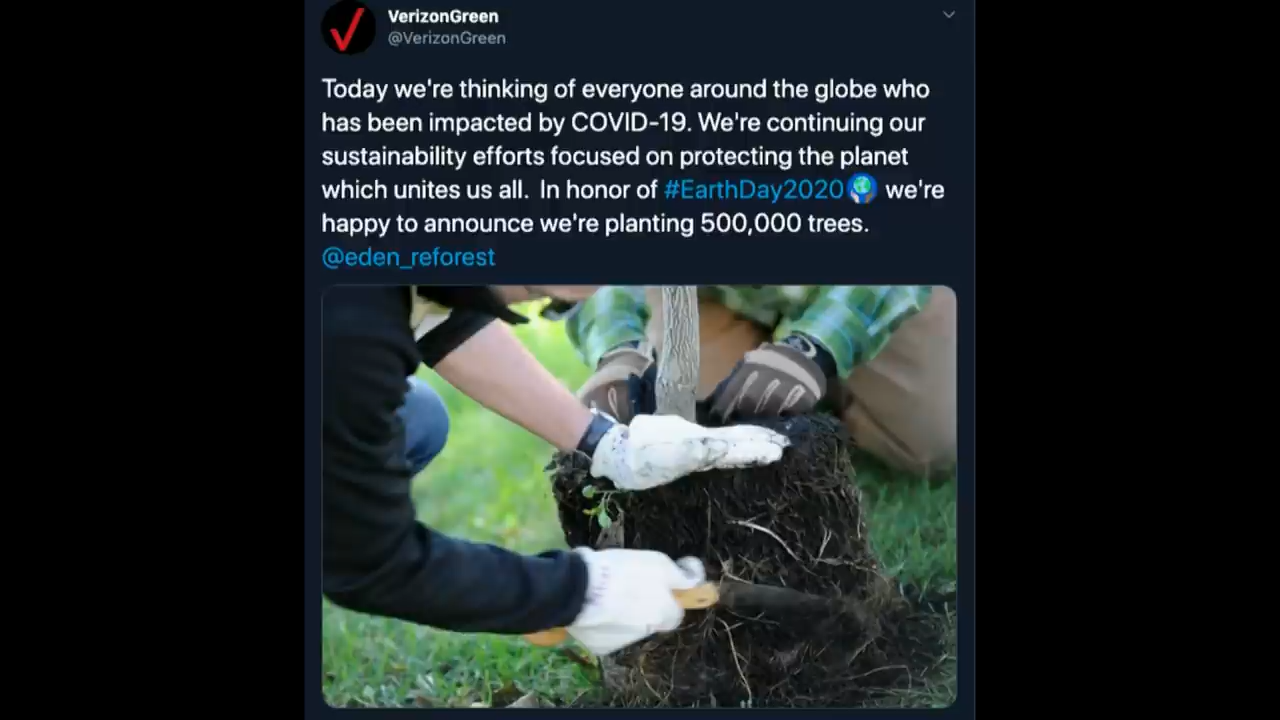 VerizonGreen
@VerizonGreen
Today we're thinking of everyone around the globe who
has been impacted by COVID-19. We're continuing our
sustainability efforts focused on protecting the planet
which unites us all. In honor of #EarthDay2020 we're
happy to announce we're planting 500,000 trees.
@eden_reforest